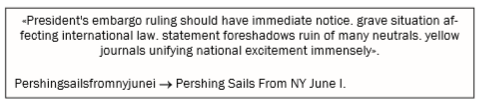 «President's embargo ruling should have immediate notice. grave situation af-
fecting international law. statement foreshadows ruin of many neutrals. yellow
journals unifying national excitement immensely».
Pershingsailsfromnyjunei → Pershing Sails From NY June I.